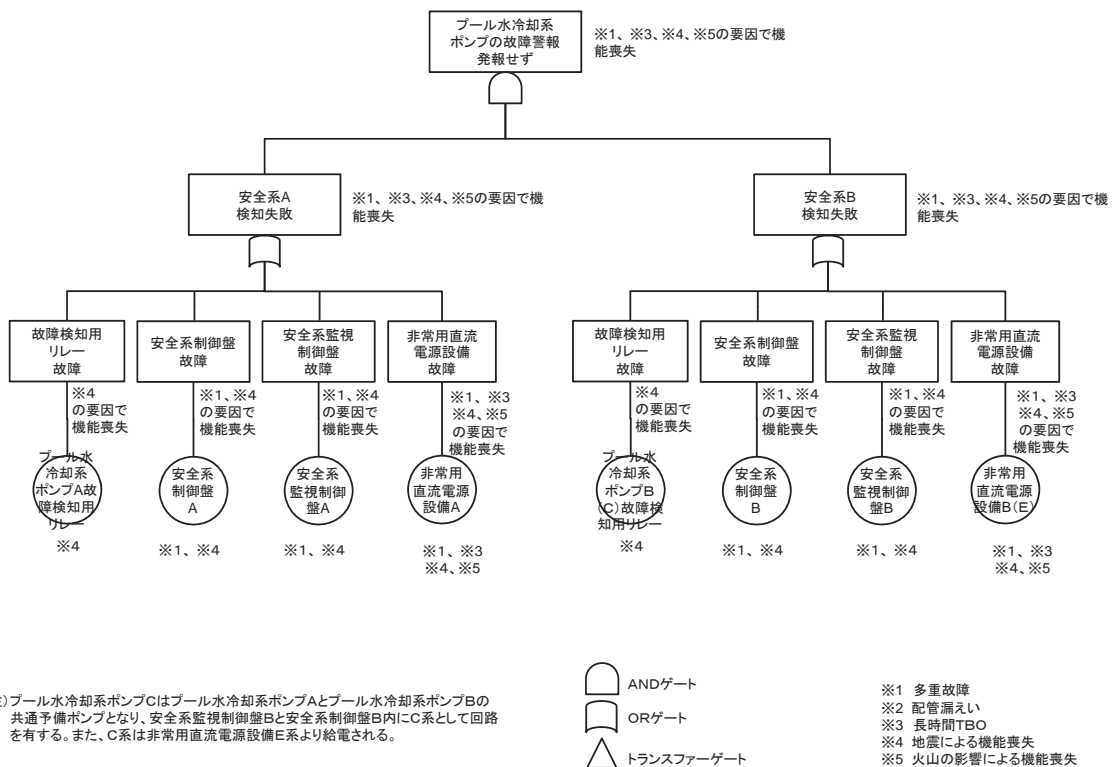 プール水冷却系
ポンプの故障警報
発報せず
※1、※3、※4、※5の要因で機
能喪失
安全系A
検知失敗
※1、※3、※4、※5の要因で機
能喪失
安全系B
検知失敗
※1、※3、※4、※5の要因で機
能喪失
故障検知用
リレー
故障
安全系制御盤
故障
安全系監視
制御盤
故障
非常用直流
電源設備
故障
故障検知用
リレー
故障
安全系制御盤
故障
安全系監視
制御盤
故障
非常用直流
電源設備
故障
※4
の要因で
機能喪失
※1、※4
の要因で
機能喪失
※1、※4
の要因で
機能喪失
※1、※3
※4、※5
の要因で
機能喪失
※4
の要因で
機能喪失
※1、※4
の要因で
機能喪失
※1、※4
の要因で
機能喪失
※1、※3
※4、※5
の要因で
機能喪失
プール水
冷却系
ポンプA故
障検知用
リレー
安全系
制御盤
A
安全系
監視制御
盤A
非常用
直流電源
設備A
プール水
冷却系
ポンプB
(C)故障検
知用リレー
安全系
制御盤
B
安全系
監視制御
盤B
非常用
直流電源
設備B(E)
※4
※1、※4
※1、※4
※1、※3
※4、※5
※4
※1、※4
※1、※4
※1、※3
※4、※5
)プール水冷却系ポンプCはプール水冷却系ポンプAとプール水冷却系ポンプBの
共通予備ポンプとなり、安全系監視制御盤Bと安全系制御盤B内にC系として回路
を有する。また、C系は非常用直流電源設備E系より給電される。
ANDゲート
ORゲート
トランスファーゲート
※1 多重故障
※2 配管漏えい
※3 長時間TBO
※4 地震による機能喪失
※5 火山の影響による機能喪失